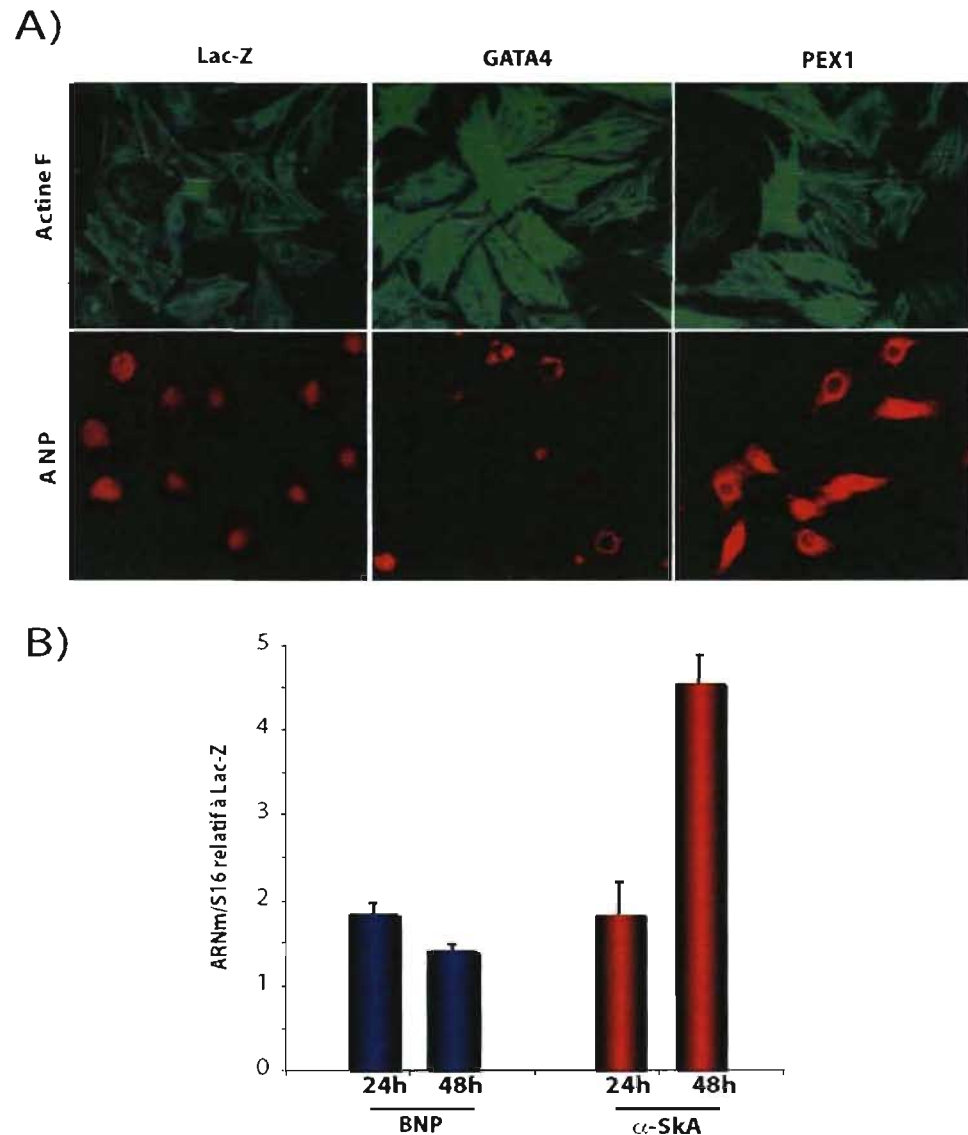 A)
Lac-Z GATA4 PEX1
Actine F
ANP
B)
ARNm/S16 relatif à Lac-Z
5
4
3
2
1
0
24h 48h 24h 48h
BNP α-SkA